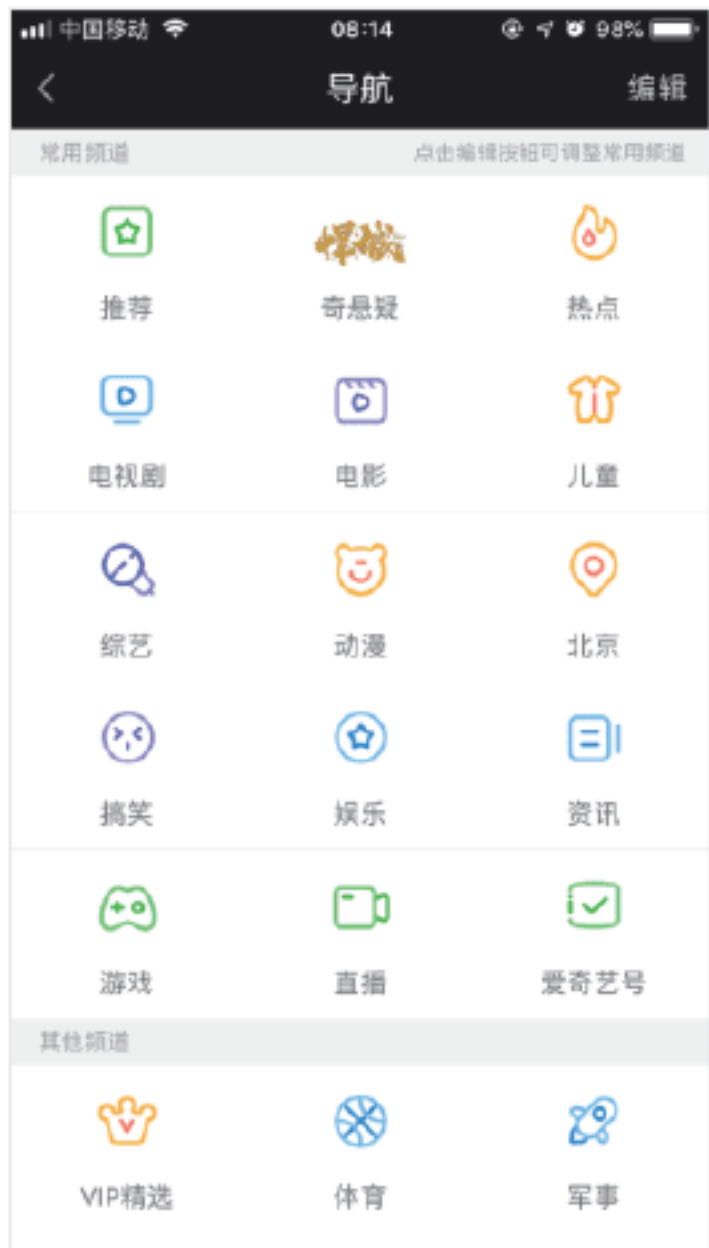 中国移动 08:14 98%
导航 编辑
常用频道 点击编辑按钮可调整常用频道
悍城
推荐 奇悬疑 热点
电视剧 电影 儿童
综艺 动漫 北京
搞笑 娱乐 资讯
游戏 直播 爱奇艺号
其他频道
VIP精选 体育 军事